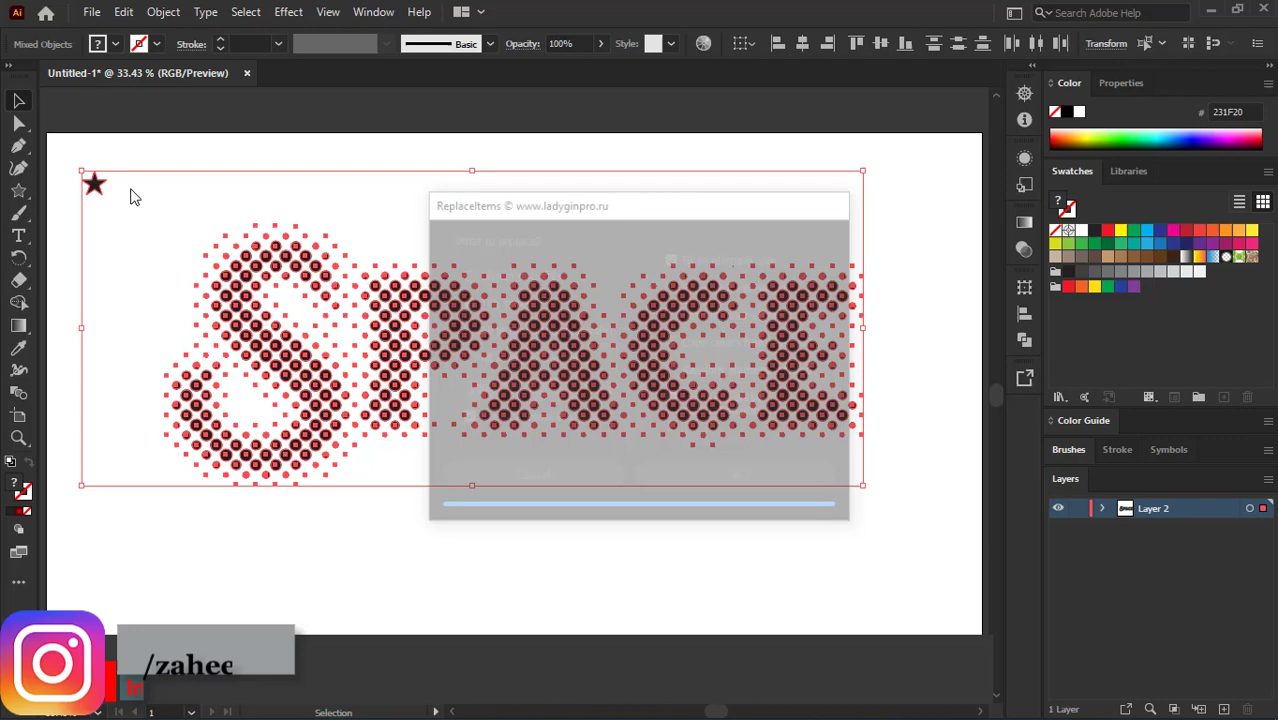 Ai
File Edit Object Type Select Effect View Window Help
Search Adobe Help
Mixed Objects
?
Stroke:
Basic
Opacity: 100%
Style:
Transform
Untitled-1* @ 33.43 % (RGB/Preview)
Color
Properties
# 231F20
Swatches
Libraries
?
ReplaceItems © www.ladyginpro.ru
SPACE
Color Guide
Brushes
Stroke
Symbols
Layers
Layer 2
?
/zahee
in
1
Selection
1 Layer